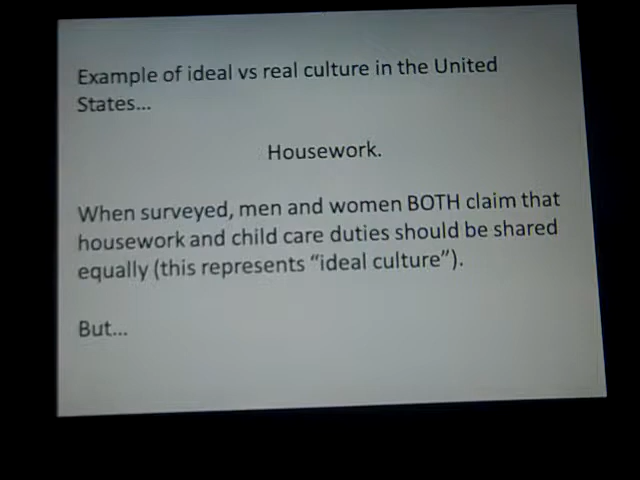 Example of ideal vs real culture in the United
States...
Housework.
When surveyed, men and women BOTH claim that
housework and child care duties should be shared
equally (this represents “ideal culture”).
But...